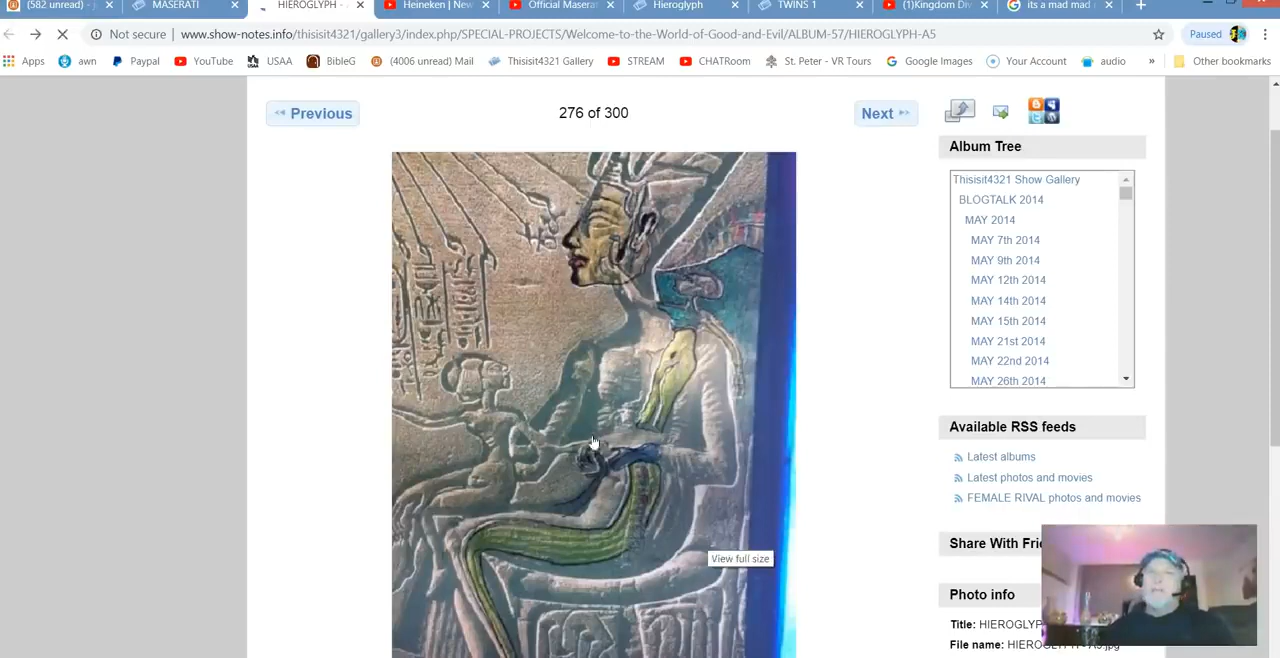 (582 unread) -
MASERATI
HIEROGLYPH -
Heineken | New
Official Masera
Hieroglyph
TWINS 1
(1)Kingdom Div
its a mad mad
Not secure
www.show-notes.info/thisisit4321/gallery3/index.php/SPECIAL-PROJECTS/Welcome-to-the-World-of-Good-and-Evil/ALBUM-57/HIEROGLYPH-A5
Paused
Apps
awn
Paypal
YouTube
USAA
BibleG
(4006 unread) Mail
Thisisit4321 Gallery
STREAM
CHATRoom
St. Peter - VR Tours
Google Images
Your Account
audio
»
Other bookmarks
Previous
276 of 300
Next
Album Tree
Thisisit4321 Show Gallery
BLOGTALK 2014
MAY 2014
MAY 7th 2014
MAY 9th 2014
MAY 12th 2014
MAY 14th 2014
MAY 15th 2014
MAY 21st 2014
MAY 22nd 2014
MAY 26th 2014
Available RSS feeds
Latest albums
Latest photos and movies
FEMALE RIVAL photos and movies
Share With Frie
View full size
Photo info
Title: HIEROGLYP
File name: HIEROGLYPH - A5.jpg